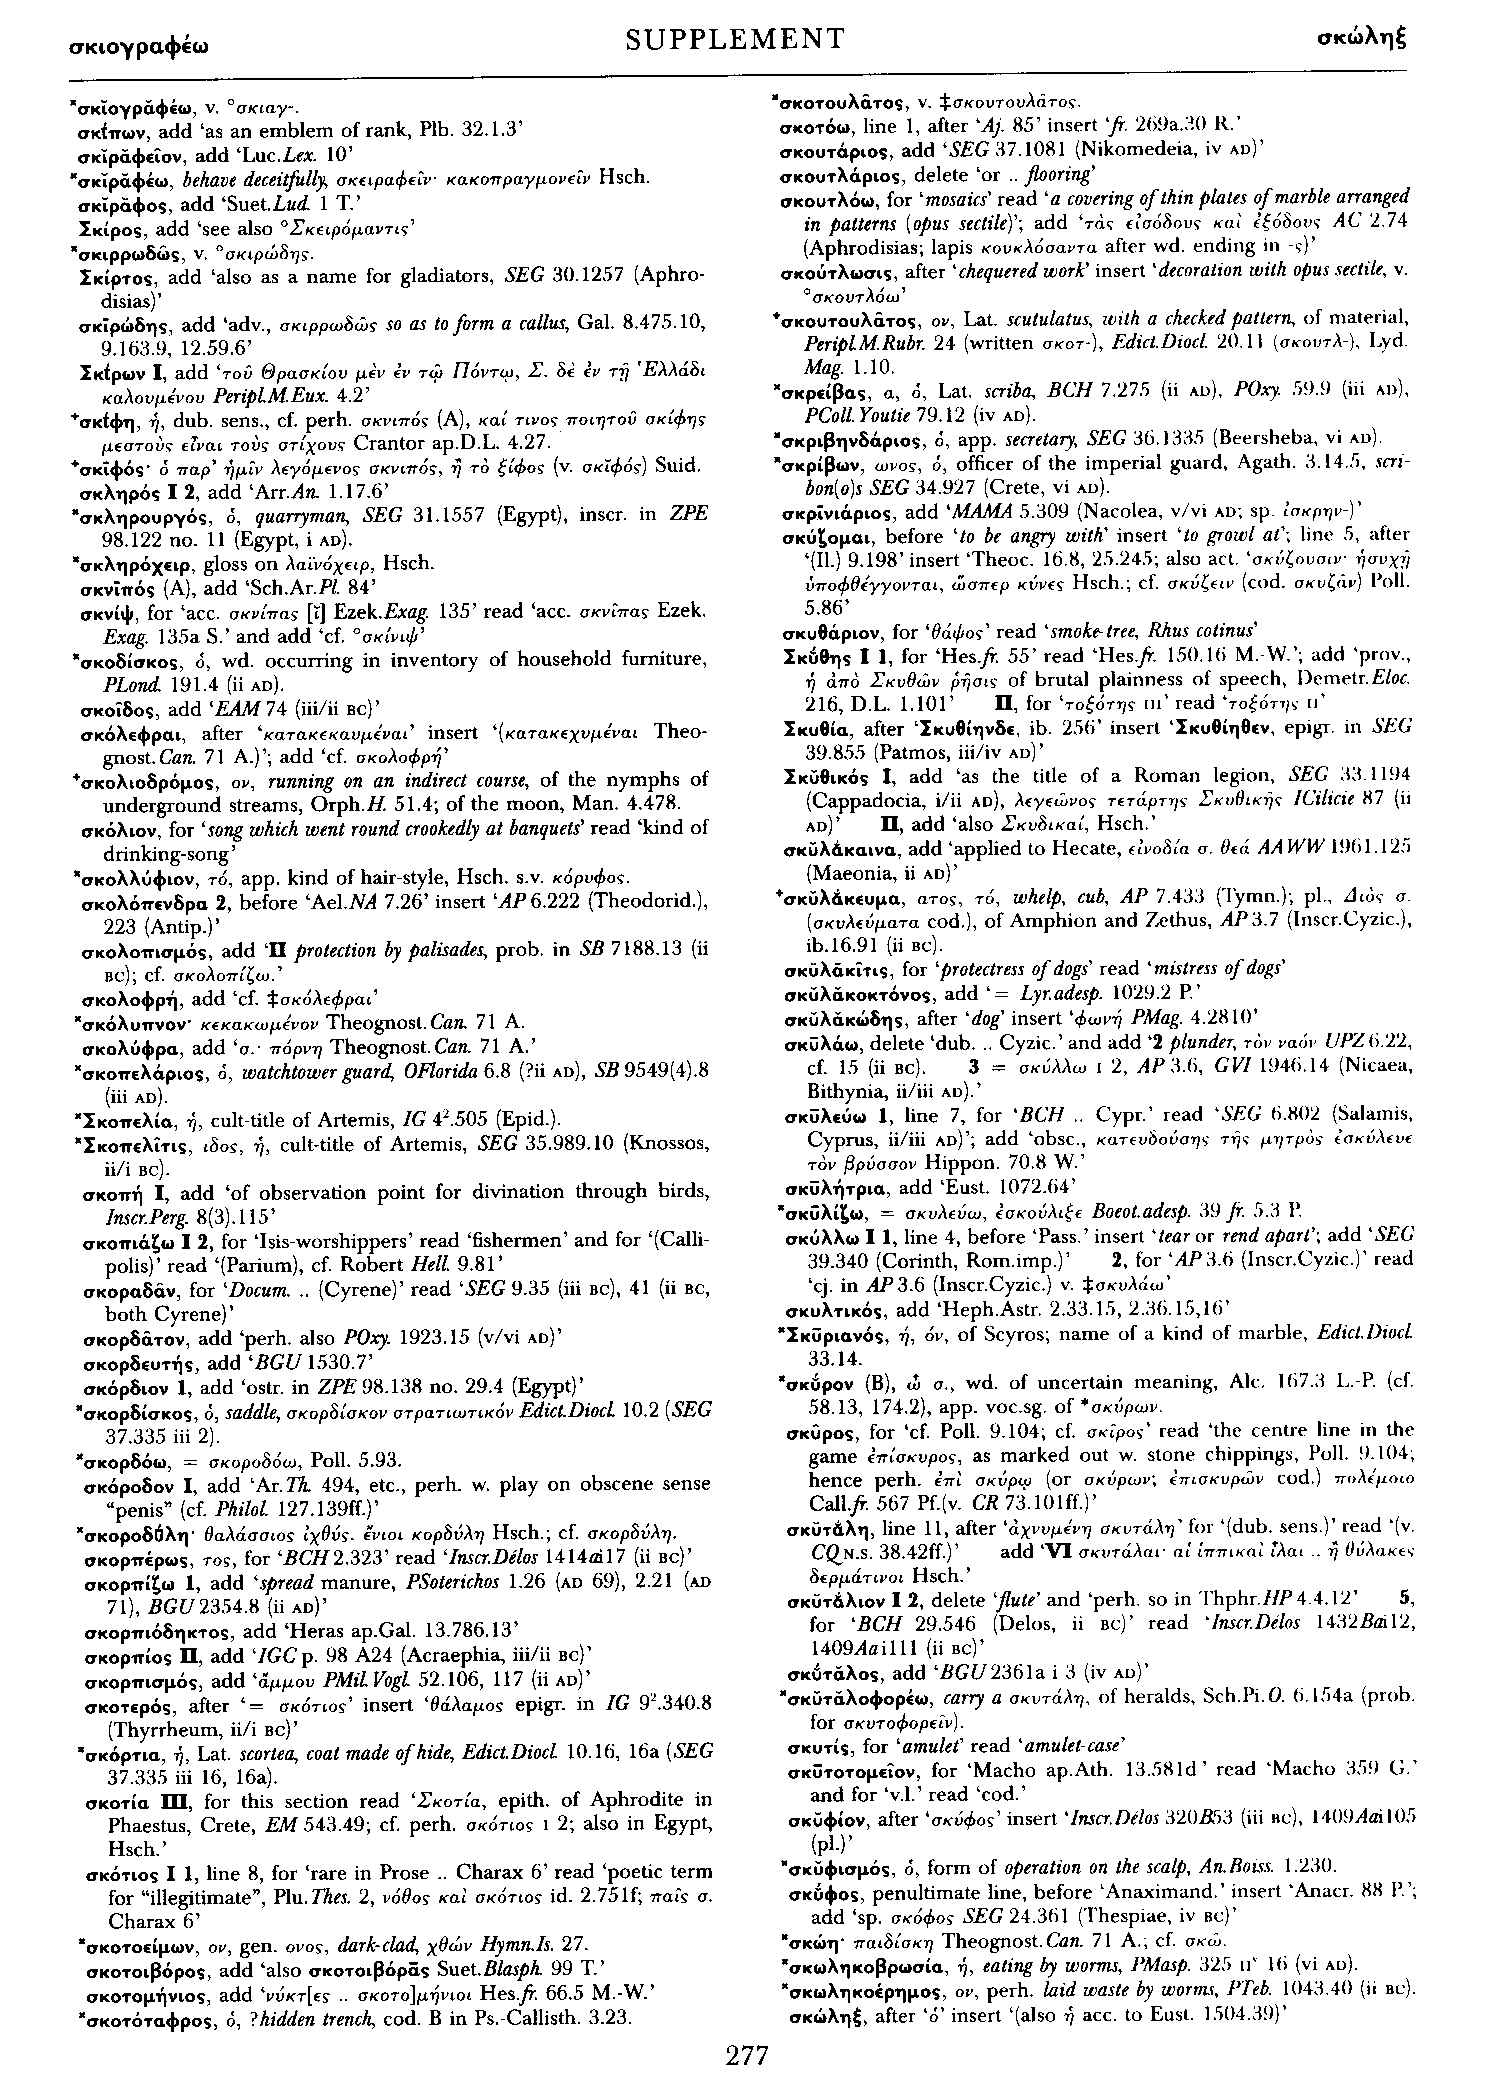 σκιογραφέω
SUPPLEMENT
σκώληξ
*σκῐογρᾰφέω, v. °σκιαγ-.
σκίπων, add ‘as an emblem of rank, Plb. 32.1.3’
σκῑρᾰφεῖον, add ‘Luc.Lex. 10’
*σκῑρᾰφέω, behave deceitfully, σκειραφεῖν· κακοπραγμονεῖν Hsch.
σκῑράφος, add ‘Suet.Lud. 1 T.’
Σκίρος, add ‘see also °Σκειρόμαντις’
*σκιρρωδῶς, v. °σκιρώδης.
Σκίρτος, add ‘also as a name for gladiators, SEG 30.1257 (Aphro-
disias)’
σκῑρώδης, add ‘adv., σκιρρωδῶς so as to form a callus, Gal. 8.475.10,
9.163.9, 12.59.6’
Σκίρων I, add ‘τοῦ Θρασκίου μὲν ἐν τῷ Πόντῳ, Σ. δὲ ἐν τῇ Ἑλλάδι
καλουμένου Peripl.M.Eux. 4.2’
⁺σκίφη, ἡ, dub. sens., cf. perh. σκνιπός (A), καί τινος ποιητοῦ σκίφης
μεστοὺς εἶναι τοὺς στίχους Crantor ap.D.L. 4.27.
⁺σκῐφός· ὁ παρ’ ἡμῖν λεγόμενος σκνιπός, ἢ τὸ ξίφος (v. σκῐφός) Suid.
σκληρός I 2, add ‘Arr.An. 1.17.6’
*σκληρουργός, ὁ, quarryman, SEG 31.1557 (Egypt), inscr. in ZPE
98.122 no. 11 (Egypt, i AD).
*σκληρόχειρ, gloss on λαϊνόχειρ, Hsch.
σκνῑπός (A), add ‘Sch.Ar.Pl. 84’
σκνίψ, for ‘acc. σκνίπας [ῐ] Ezek.Exag. 135’ read ‘acc. σκνῖπας Ezek.
Exag. 135a S.’ and add ‘cf. °σκίνιψ’
*σκοδίσκος, ὁ, wd. occurring in inventory of household furniture,
PLond. 191.4 (ii AD).
σκοῖδος, add ‘EAM 74 (iii/ii BC)’
σκόλεφραι, after ‘κατακεκαυμέναι’ insert ‘(κατακεχυμέναι Theo-
gnost.Can. 71 A.)’; add ‘cf. σκολοφρή’
⁺σκολιοδρόμος, ον, running on an indirect course, of the nymphs of
underground streams, Orph.H. 51.4; of the moon, Man. 4.478.
σκόλιον, for ‘song which went round crookedly at banquets’ read ‘kind of
drinking-song’
*σκολλύφιον, τό, app. kind of hair-style, Hsch. s.v. κόρυφος.
σκολόπενδρα 2, before ‘Ael.NA 7.26’ insert ‘AP 6.222 (Theodorid.),
223 (Antip.)’
σκολοπισμός, add ‘II protection by palisades, prob. in SB 7188.13 (ii
BC); cf. σκολοπίζω.’
σκολοφρή, add ‘cf. ‡σκόλεφραι’
*σκόλυπνον· κεκακωμένον Theognost.Can. 71 A.
σκολύφρα, add ‘σ.· πόρνη Theognost.Can. 71 A.’
*σκοπελάριος, ὁ, watchtower guard, OFlorida 6.8 (?ii AD), SB 9549(4).8
(iii AD).
*Σκοπελία, ἡ, cult-title of Artemis, IG 4².505 (Epid.).
*Σκοπελῖτις, ιδος, ἡ, cult-title of Artemis, SEG 35.989.10 (Knossos,
ii/i BC).
σκοπή I, add ‘of observation point for divination through birds,
Inscr.Perg. 8(3).115’
σκοπιάζω I 2, for ‘Isis-worshippers’ read ‘fishermen’ and for ‘(Calli-
polis)’ read ‘(Parium), cf. Robert Hell. 9.81’
σκοραδᾶν, for ‘Docum. .. (Cyrene)’ read ‘SEG 9.35 (iii BC), 41 (ii BC,
both Cyrene)’
σκορδᾶτον, add ‘perh. also POxy. 1923.15 (v/vi AD)’
σκορδευτής, add ‘BGU 1530.7’
σκόρδιον 1, add ‘ostr. in ZPE 98.138 no. 29.4 (Egypt)’
*σκορδίσκος, ὁ, saddle, σκορδίσκον στρατιωτικόν Edict.Diocl. 10.2 (SEG
37.335 iii 2).
*σκορδόω, = σκοροδόω, Poll. 5.93.
σκόροδον I, add ‘Ar.Th. 494, etc., perh. w. play on obscene sense
“penis” (cf. Philol. 127.139ff.)’
*σκοροδύλη· θαλάσσιος ἰχθύς. ἔνιοι κορδύλη Hsch.; cf. σκορδύλη.
σκορπέρως, τος, for ‘BCH 2.323’ read ‘Inscr.Délos 1414ai17 (ii BC)’
σκορπίζω 1, add ‘spread manure, PSoterichos 1.26 (AD 69), 2.21 (AD
71), BGU 2354.8 (ii AD)’
σκορπιόδηκτος, add ‘Heras ap.Gal. 13.786.13’
σκορπίος II, add ‘IGC p. 98 A24 (Acraephia, iii/ii BC)’
σκορπισμός, add ‘ἄμμου PMil.Vogl. 52.106, 117 (ii AD)’
σκοτερός, after ‘= σκότιος’ insert ‘θάλαμος epigr. in IG 9².340.8
(Thyrrheum, ii/i BC)’
*σκόρτια, ἡ, Lat. scortea, coat made of hide, Edict.Diocl. 10.16, 16a (SEG
37.335 iii 16, 16a).
σκοτία III, for this section read ‘Σκοτία, epith. of Aphrodite in
Phaestus, Crete, EM 543.49; cf. perh. σκότιος I 2; also in Egypt,
Hsch.’
σκότιος I 1, line 8, for ‘rare in Prose .. Charax 6’ read ‘poetic term
for “illegitimate”, Plu.Thes. 2, νόθος καὶ σκότιος id. 2.751f; παῖς σ.
Charax 6’
*σκοτοείμων, ον, gen. ονος, dark-clad, χθών Hymn.Is. 27.
σκοτοιβόρος, add ‘also σκοτοιβόρᾱς Suet.Blasph. 99 T.’
σκοτομήνιος, add ‘νύκτ[ες .. σκοτο]μήνιοι Hes.fr. 66.5 M.-W.’
*σκοτόταφρος, ὁ, ?hidden trench, cod. B in Ps.-Callisth. 3.23.
*σκοτουλᾶτος, v. ‡σκουτουλᾶτος.
σκοτόω, line 1, after ‘Aj. 85’ insert ‘fr. 269a.30 R.’
σκουτάριος, add ‘SEG 37.1081 (Nikomedeia, iv AD)’
σκουτλάριος, delete ‘or .. flooring’
σκουτλόω, for ‘mosaics’ read ‘a covering of thin plates of marble arranged
in patterns (opus sectile)’; add ‘τὰς εἰσόδους καὶ ἐξόδους AC 2.74
(Aphrodisias; lapis κουκλόσαντα after wd. ending in -ς)’
σκούτλωσις, after ‘chequered work’ insert ‘decoration with opus sectile, v.
°σκουτλόω’
⁺σκουτουλᾶτος, ον, Lat. scutulatus, with a checked pattern, of material,
Peripl.M.Rubr. 24 (written σκοτ-), Edict.Diocl. 20.11 (σκουτλ-), Lyd.
Mag. 1.10.
*σκρείβας, α, ὁ, Lat. scriba, BCH 7.275 (ii AD), POxy. 59.9 (iii AD),
PColl.Youtie 79.12 (iv AD).
*σκριβηνδάριος, ὁ, app. secretary, SEG 36.1335 (Beersheba, vi AD).
*σκρίβων, ωνος, ὁ, officer of the imperial guard, Agath. 3.14.5, scri-
bon(o)s SEG 34.927 (Crete, vi AD).
σκρῑνιάριος, add ‘MAMA 5.309 (Nacolea, v/vi AD; sp. ἰσκρην-)’
σκύζομαι, before ‘to be angry with’ insert ‘to growl at’; line 5, after
‘(Il.) 9.198’ insert ‘Theoc. 16.8, 25.245; also act. ‘σκύζουσιν· ἡσυχῇ
ὑποφθέγγονται, ὥσπερ κύνες Hsch.; cf. σκύζειν (cod. σκυζᾶν) Poll.
5.86’
σκυθάριον, for ‘θάψος’ read ‘smoke-tree, Rhus cotinus’
Σκύθης I 1, for ‘Hes.fr. 55’ read ‘Hes.fr. 150.16 M.-W.’; add ‘prov.,
ἡ ἀπὸ Σκυθῶν ῥῆσις of brutal plainness of speech, Demetr.Eloc.
216, D.L. 1.101’ II, for ‘τοξότης III’ read ‘τοξότης II’
Σκυθία, after ‘Σκυθίηνδε, ib. 256’ insert ‘Σκυθίηθεν, epigr. in SEG
39.855 (Patmos, iii/iv AD)’
Σκῠθικός I, add ‘as the title of a Roman legion, SEG 33.1194
(Cappadocia, i/ii AD), λεγεῶνος τετάρτης Σκυθικῆς ICilicie 87 (ii
AD)’ II, add ‘also Σκυδικαί, Hsch.’
σκῠλάκαινα, add ‘applied to Hecate, εἰνοδία σ. θεά AAWW 1961.125
(Maeonia, ii AD)’
⁺σκῠλάκευμα, ατος, τό, whelp, cub, AP 7.433 (Tymn.); pl., Διὸς σ.
(σκυλεύματα cod.), of Amphion and Zethus, AP 3.7 (Inscr.Cyzic.),
ib.16.91 (ii BC).
σκῠλᾰκῖτις, for ‘protectress of dogs’ read ‘mistress of dogs’
σκῠλᾰκοκτόνος, add ‘= Lyr.adesp. 1029.2 P.’
σκῠλᾰκώδης, after ‘dog’ insert ‘φωνή PMag. 4.2810’
σκῡλάω, delete ‘dub. .. Cyzic.’ and add ‘2 plunder, τὸν ναόν UPZ 6.22,
cf. 15 (ii BC). 3 = σκύλλω I 2, AP 3.6, GVI 1946.14 (Nicaea,
Bithynia, ii/iii AD).’
σκῡλεύω 1, line 7, for ‘BCH .. Cypr.’ read ‘SEG 6.802 (Salamis,
Cyprus, ii/iii AD)’; add ‘obsc., κατευδούσης τῆς μητρὸς ἐσκύλευε
τὸν βρύσσον Hippon. 70.8 W.’
σκῡλήτρια, add ‘Eust. 1072.64’
*σκῡλίζω, = σκυλεύω, ἐσκούλιξε Boeot.adesp. 39 fr. 5.3 P.
σκύλλω I 1, line 4, before ‘Pass.’ insert ‘tear or rend apart’; add ‘SEG
39.340 (Corinth, Rom.imp.)’ 2, for ‘AP 3.6 (Inscr.Cyzic.)’ read
‘cj. in AP 3.6 (Inscr.Cyzic.) v. ‡σκυλάω’
σκυλτικός, add ‘Heph.Astr. 2.33.15, 2.36.15,16’
*Σκῡριανός, ή, όν, of Scyros; name of a kind of marble, Edict.Diocl.
33.14.
*σκύρον (B), ὦ σ., wd. of uncertain meaning, Alc. 167.3 L.-P. (cf.
58.13, 174.2), app. voc.sg. of *σκύρων.
σκῦρος, for ‘cf. Poll. 9.104; cf. σκῖρος’ read ‘the centre line in the
game ἐπίσκυρος, as marked out w. stone chippings, Poll. 9.104;
hence perh. ἐπὶ σκύρῳ (or σκύρων; ἐπισκυρῶν cod.) πολέμοιο
Call.fr. 567 Pf.(v. CR 73.101ff.)’
σκῠτάλη, line 11, after ‘ἀχνυμένη σκυτάλη’ for ‘(dub. sens.)’ read ‘(v.
CQ N.S. 38.42ff.)’ add ‘VI σκυτάλαι· αἱ ἱππικαὶ ἶλαι .. ἢ θύλακες
δερμάτινοι Hsch.’
σκῠτάλιον I 2, delete ‘flute’ and ‘perh. so in Thphr.HP 4.4.12’ 5,
for ‘BCH 29.546 (Delos, ii BC)’ read ‘Inscr.Délos 1432Bai12,
1409Aai111 (ii BC)’
σκύτᾰλος, add ‘BGU 2361a i 3 (iv AD)’
*σκῠτᾰλοφορέω, carry a σκυτάλη, of heralds, Sch.Pi.O. 6.154a (prob.
for σκυτοφορεῖν).
σκυτίς, for ‘amulet’ read ‘amulet-case’
σκῡτοτομεῖον, for ‘Macho ap.Ath. 13.581d’ read ‘Macho 359 G.’
and for ‘v.l.’ read ‘cod.’
σκῠφίον, after ‘σκύφος’ insert ‘Inscr.Délos 320B53 (iii BC), 1409Aai105
(pl.)’
*σκῠφισμός, ὁ, form of operation on the scalp, An.Boiss. 1.230.
σκύφος, penultimate line, before ‘Anaximand.’ insert ‘Anacr. 88 P.’;
add ‘sp. σκόφος SEG 24.361 (Thespiae, iv BC)’
*σκώη· παιδίσκη Theognost.Can. 71 A.; cf. σκῶ.
*σκωληκοβρωσία, ἡ, eating by worms, PMasp. 325 IIʳ 16 (vi AD).
*σκωληκοέρημος, ον, perh. laid waste by worms, PTeb. 1043.40 (ii BC).
σκώληξ, after ‘ὁ’ insert ‘(also ἡ acc. to Eust. 1504.39)’
277